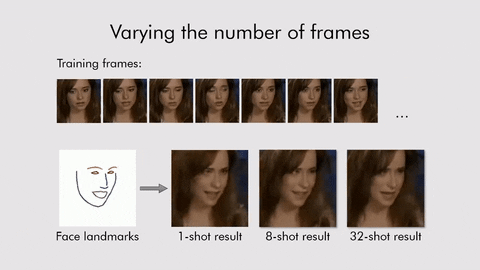 Varying the number of frames
Training frames:
...
Face landmarks
1-shot result
8-shot result
32-shot result